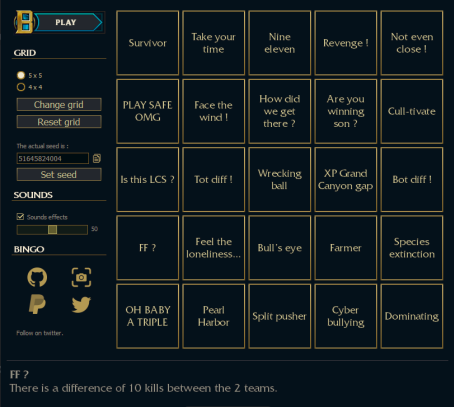 PLAY
GRID
5 x 5
4 x 4
Change grid
Reset grid
The actual seed is :
51645824004
Set seed
SOUNDS
Sounds effects
50
BINGO
Follow on twitter.
Survivor
Take your
time
Nine
eleven
Revenge !
Not even
close !
PLAY SAFE
OMG
Face the
wind !
How did
we get
there ?
Are you
winning
son ?
Cull-tivate
Is this LCS ?
Tot diff !
Wrecking
ball
XP Grand
Canyon gap
Bot diff !
FF ?
Feel the
loneliness...
Bull's eye
Farmer
Species
extinction
OH BABY
A TRIPLE
Pearl
Harbor
Split pusher
Cyber
bullying
Dominating
FF ?
There is a difference of 10 kills between the 2 teams.